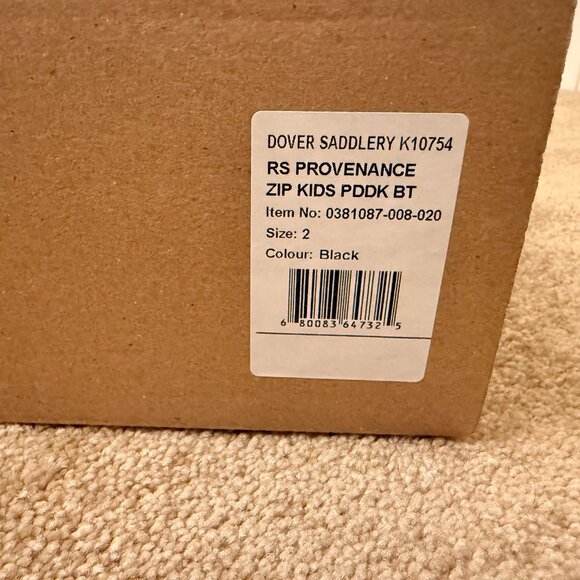 DOVER SADDLERY K10754
RS PROVENANCE
ZIP KIDS PDDK BT
Item No: 0381087-008-020
Size: 2
Colour: Black
6 80083 64732 5